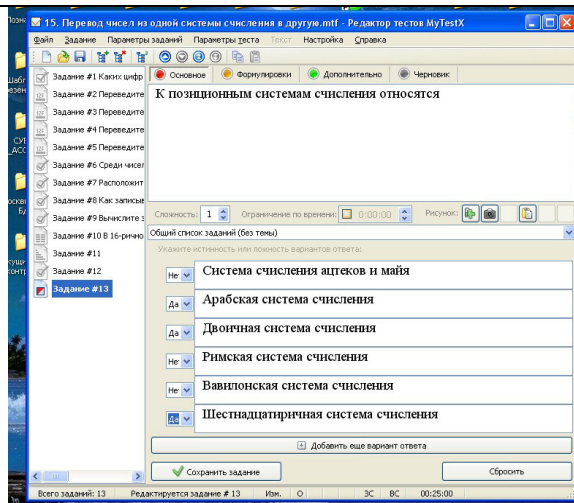 15. Перевод чисел из одной системы счисления в другую.mtf - Редактор тестов MyTestX
Файл Задание Параметры заданий Параметры теста Текст Настройка Справка
Задание #1 Каких цифр
Задание #2 Переведите
Задание #3 Переведите
Задание #4 Переведите
Задание #5 Переведите
Задание #6 Среди чисел
Задание #7 Расположит
Задание #8 Как записыв
Задание #9 Вычислите з
Задание #10 В 16-рично
Задание #11
Задание #12
Задание #13
Основное Формулировки Дополнительно Черновик
К позиционным системам счисления относятся
Сложность: 1 Ограничение по времени: 0:00:00 Рисунок:
Общий список заданий (без темы)
Укажите истинность или ложность вариантов ответа:
Не Система счисления ацтеков и майя
Да Арабская система счисления
Да Двоичная система счисления
Не Римская система счисления
Не Вавилонская система счисления
Да Шестнадцатиричная система счисления
Добавить еще вариант ответа
Сохранить задание Сбросить
Всего заданий: 13 Редактируется задание # 13 Изм. О ЗС ВС 00:25:00